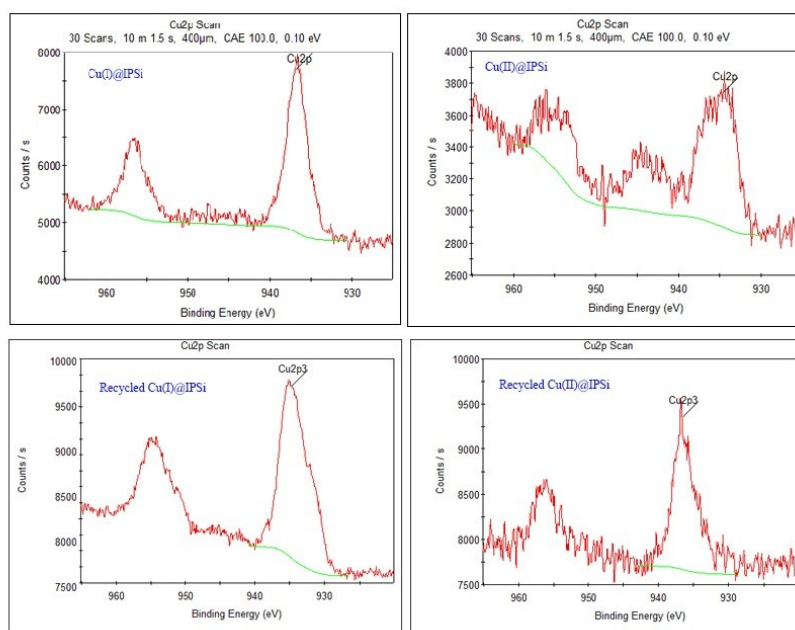 Cu2p Scan
30 Scans, 10 m 1.5 s, 400µm, CAE 100.0, 0.10 eV
Cu(I)@IPSi
Cu2p
8000
7000
6000
5000
4000
Counts / s
960
950
940
930
Binding Energy (eV)
Cu2p Scan
30 Scans, 10 m 1.5 s, 400µm, CAE 100.0, 0.10 eV
Cu(II)@IPSi
Cu2p
4000
3800
3600
3400
3200
3000
2800
2600
Counts / s
960
950
940
930
Binding Energy (eV)
Cu2p Scan
Recycled Cu(I)@IPSi
Cu2p3
10000
9500
9000
8500
8000
7500
Counts / s
960
950
940
930
Binding Energy (eV)
Cu2p Scan
Recycled Cu(II)@IPSi
Cu2p3
10000
9500
9000
8500
8000
7500
Counts / s
960
950
940
930
Binding Energy (eV)